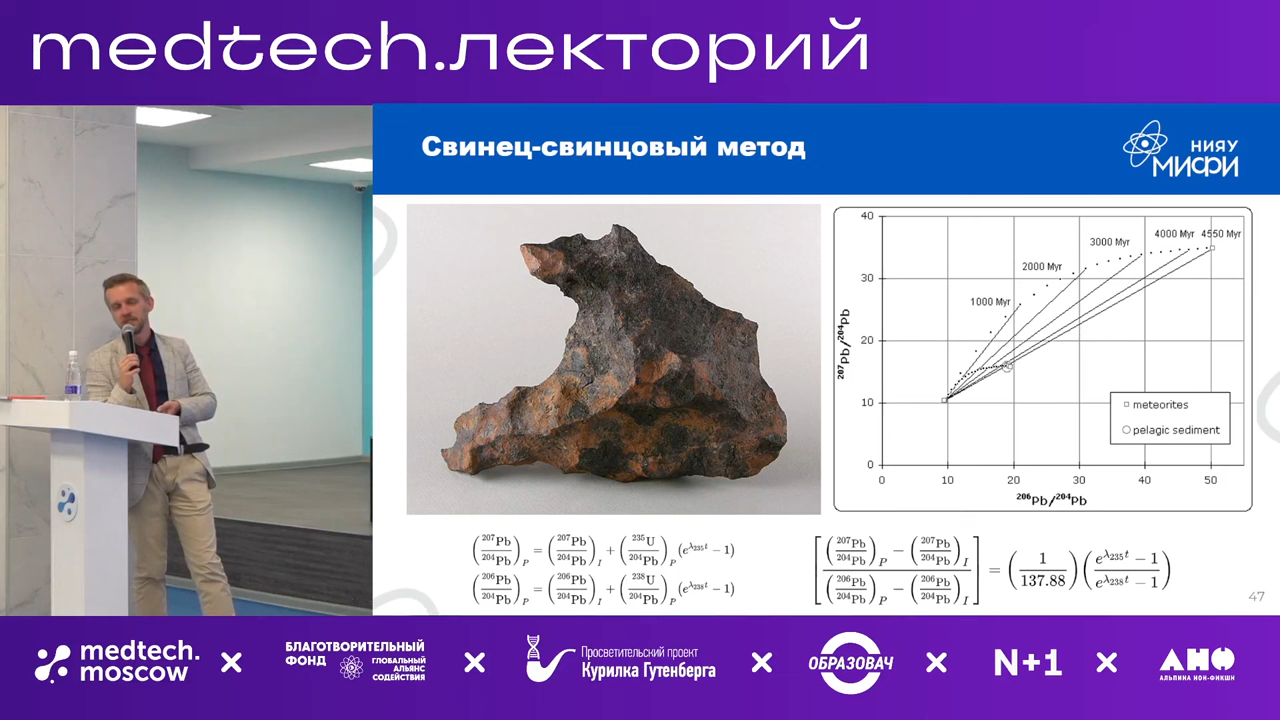 medtech.лекторий
Свинец-свинцовый метод
НИЯУ
МИФИ
40
30
20
10
0
0
10
20
30
40
50
1000 Myr
2000 Myr
3000 Myr
4000 Myr
4550 Myr
²⁰⁷Pb/²⁰⁴Pb
²⁰⁶Pb/²⁰⁴Pb
meteorites
pelagic sediment
(²⁰⁷Pb/²⁰⁴Pb)_P = (²⁰⁷Pb/²⁰⁴Pb)_I + (²³⁵U/²⁰⁴Pb)_P (e^{λ₂₃₅t} − 1)
(²⁰⁶Pb/²⁰⁴Pb)_P = (²⁰⁶Pb/²⁰⁴Pb)_I + (²³⁸U/²⁰⁴Pb)_P (e^{λ₂₃₈t} − 1)
[((²⁰⁷Pb/²⁰⁴Pb)_P − (²⁰⁷Pb/²⁰⁴Pb)_I) / ((²⁰⁶Pb/²⁰⁴Pb)_P − (²⁰⁶Pb/²⁰⁴Pb)_I)] = (1/137.88) ((e^{λ₂₃₅t} − 1)/(e^{λ₂₃₈t} − 1))
47
medtech.
moscow
×
БЛАГОТВОРИТЕЛЬНЫЙ
ФОНД
ГЛОБАЛЬНЫЙ
АЛЬЯНС
СОДЕЙСТВИЯ
×
Просветительский проект
Курилка Гутенберга
×
ОБРАЗОВАЧ
×
N+1
×
АНФ
АЛЬПИНА НОН-ФИКШН